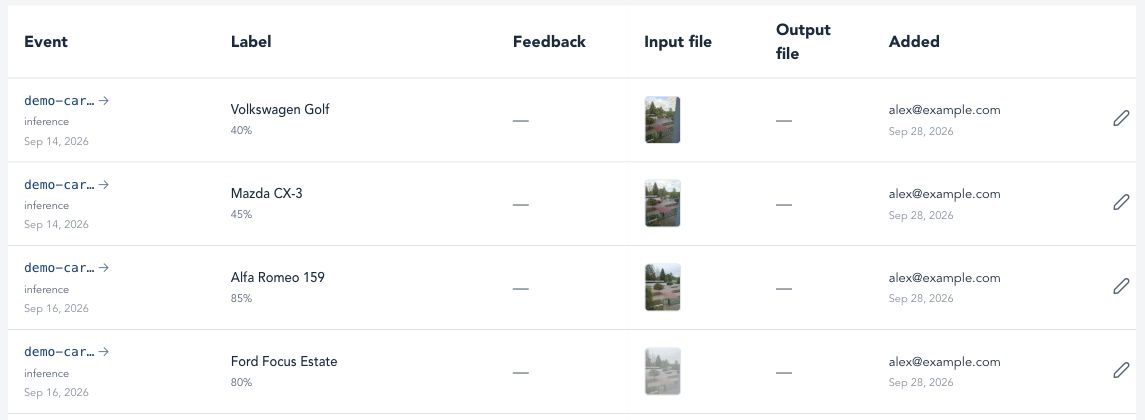 Event Label Feedback Input file Output file Added
demo-car… →
inference
Sep 14, 2026
Volkswagen Golf
40%
—
—
alex@example.com
Sep 28, 2026
demo-car… →
inference
Sep 14, 2026
Mazda CX-3
45%
—
—
alex@example.com
Sep 28, 2026
demo-car… →
inference
Sep 16, 2026
Alfa Romeo 159
85%
—
—
alex@example.com
Sep 28, 2026
demo-car… →
inference
Sep 16, 2026
Ford Focus Estate
80%
—
—
alex@example.com
Sep 28, 2026